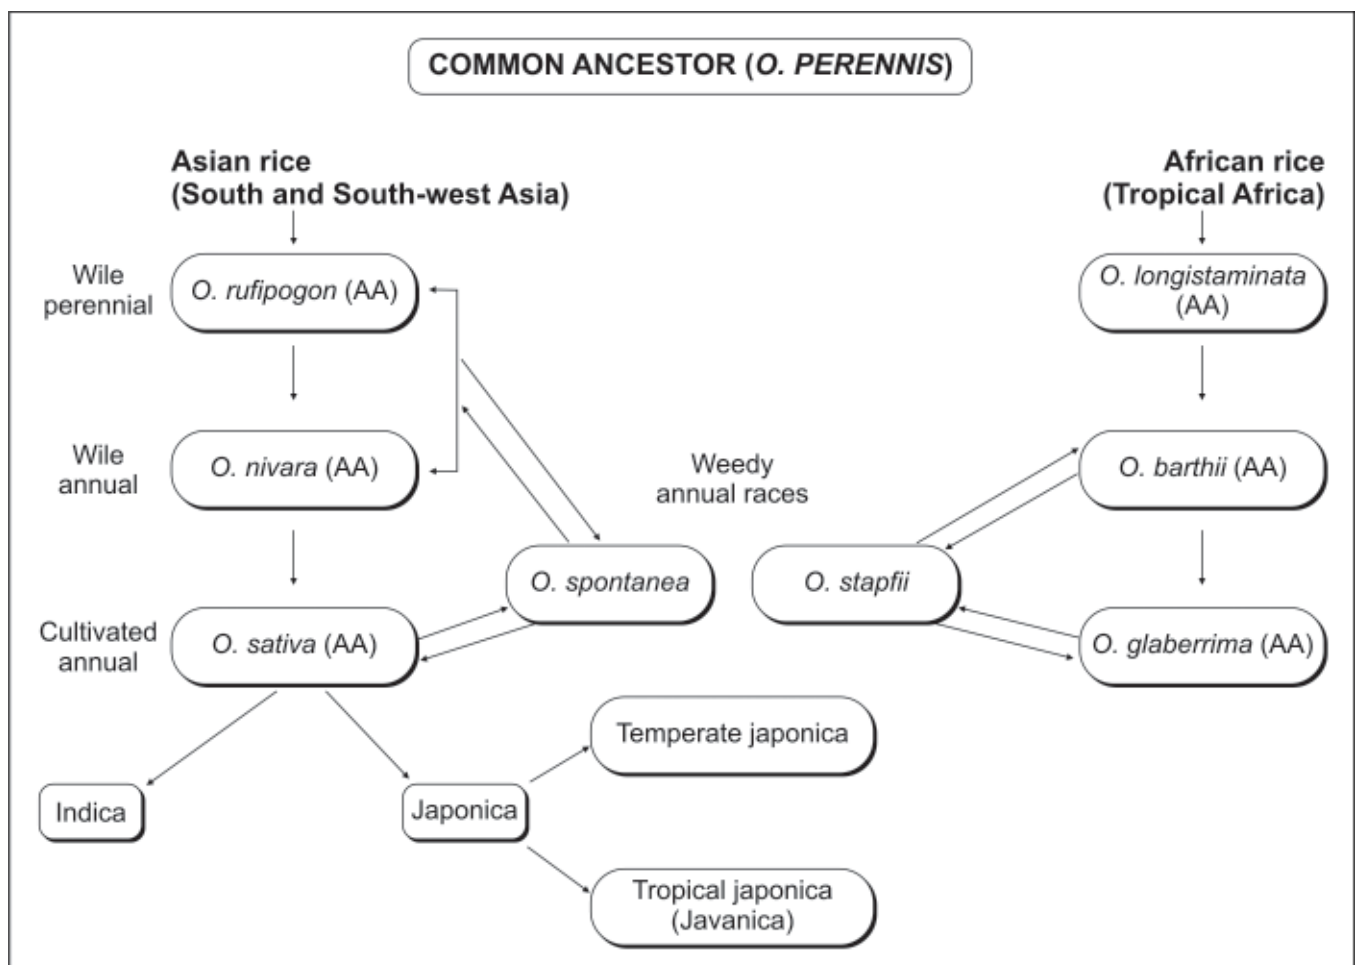 COMMON ANCESTOR (O. PERENNIS)
Asian rice
(South and South-west Asia)
African rice
(Tropical Africa)
Wile
perennial
O. rufipogon (AA)
O. longistaminata
(AA)
Wile
annual
O. nivara (AA)
Weedy
annual races
O. barthii (AA)
O. spontanea
O. stapfii
Cultivated
annual
O. sativa (AA)
O. glaberrima (AA)
Temperate japonica
Indica
Japonica
Tropical japonica
(Javanica)